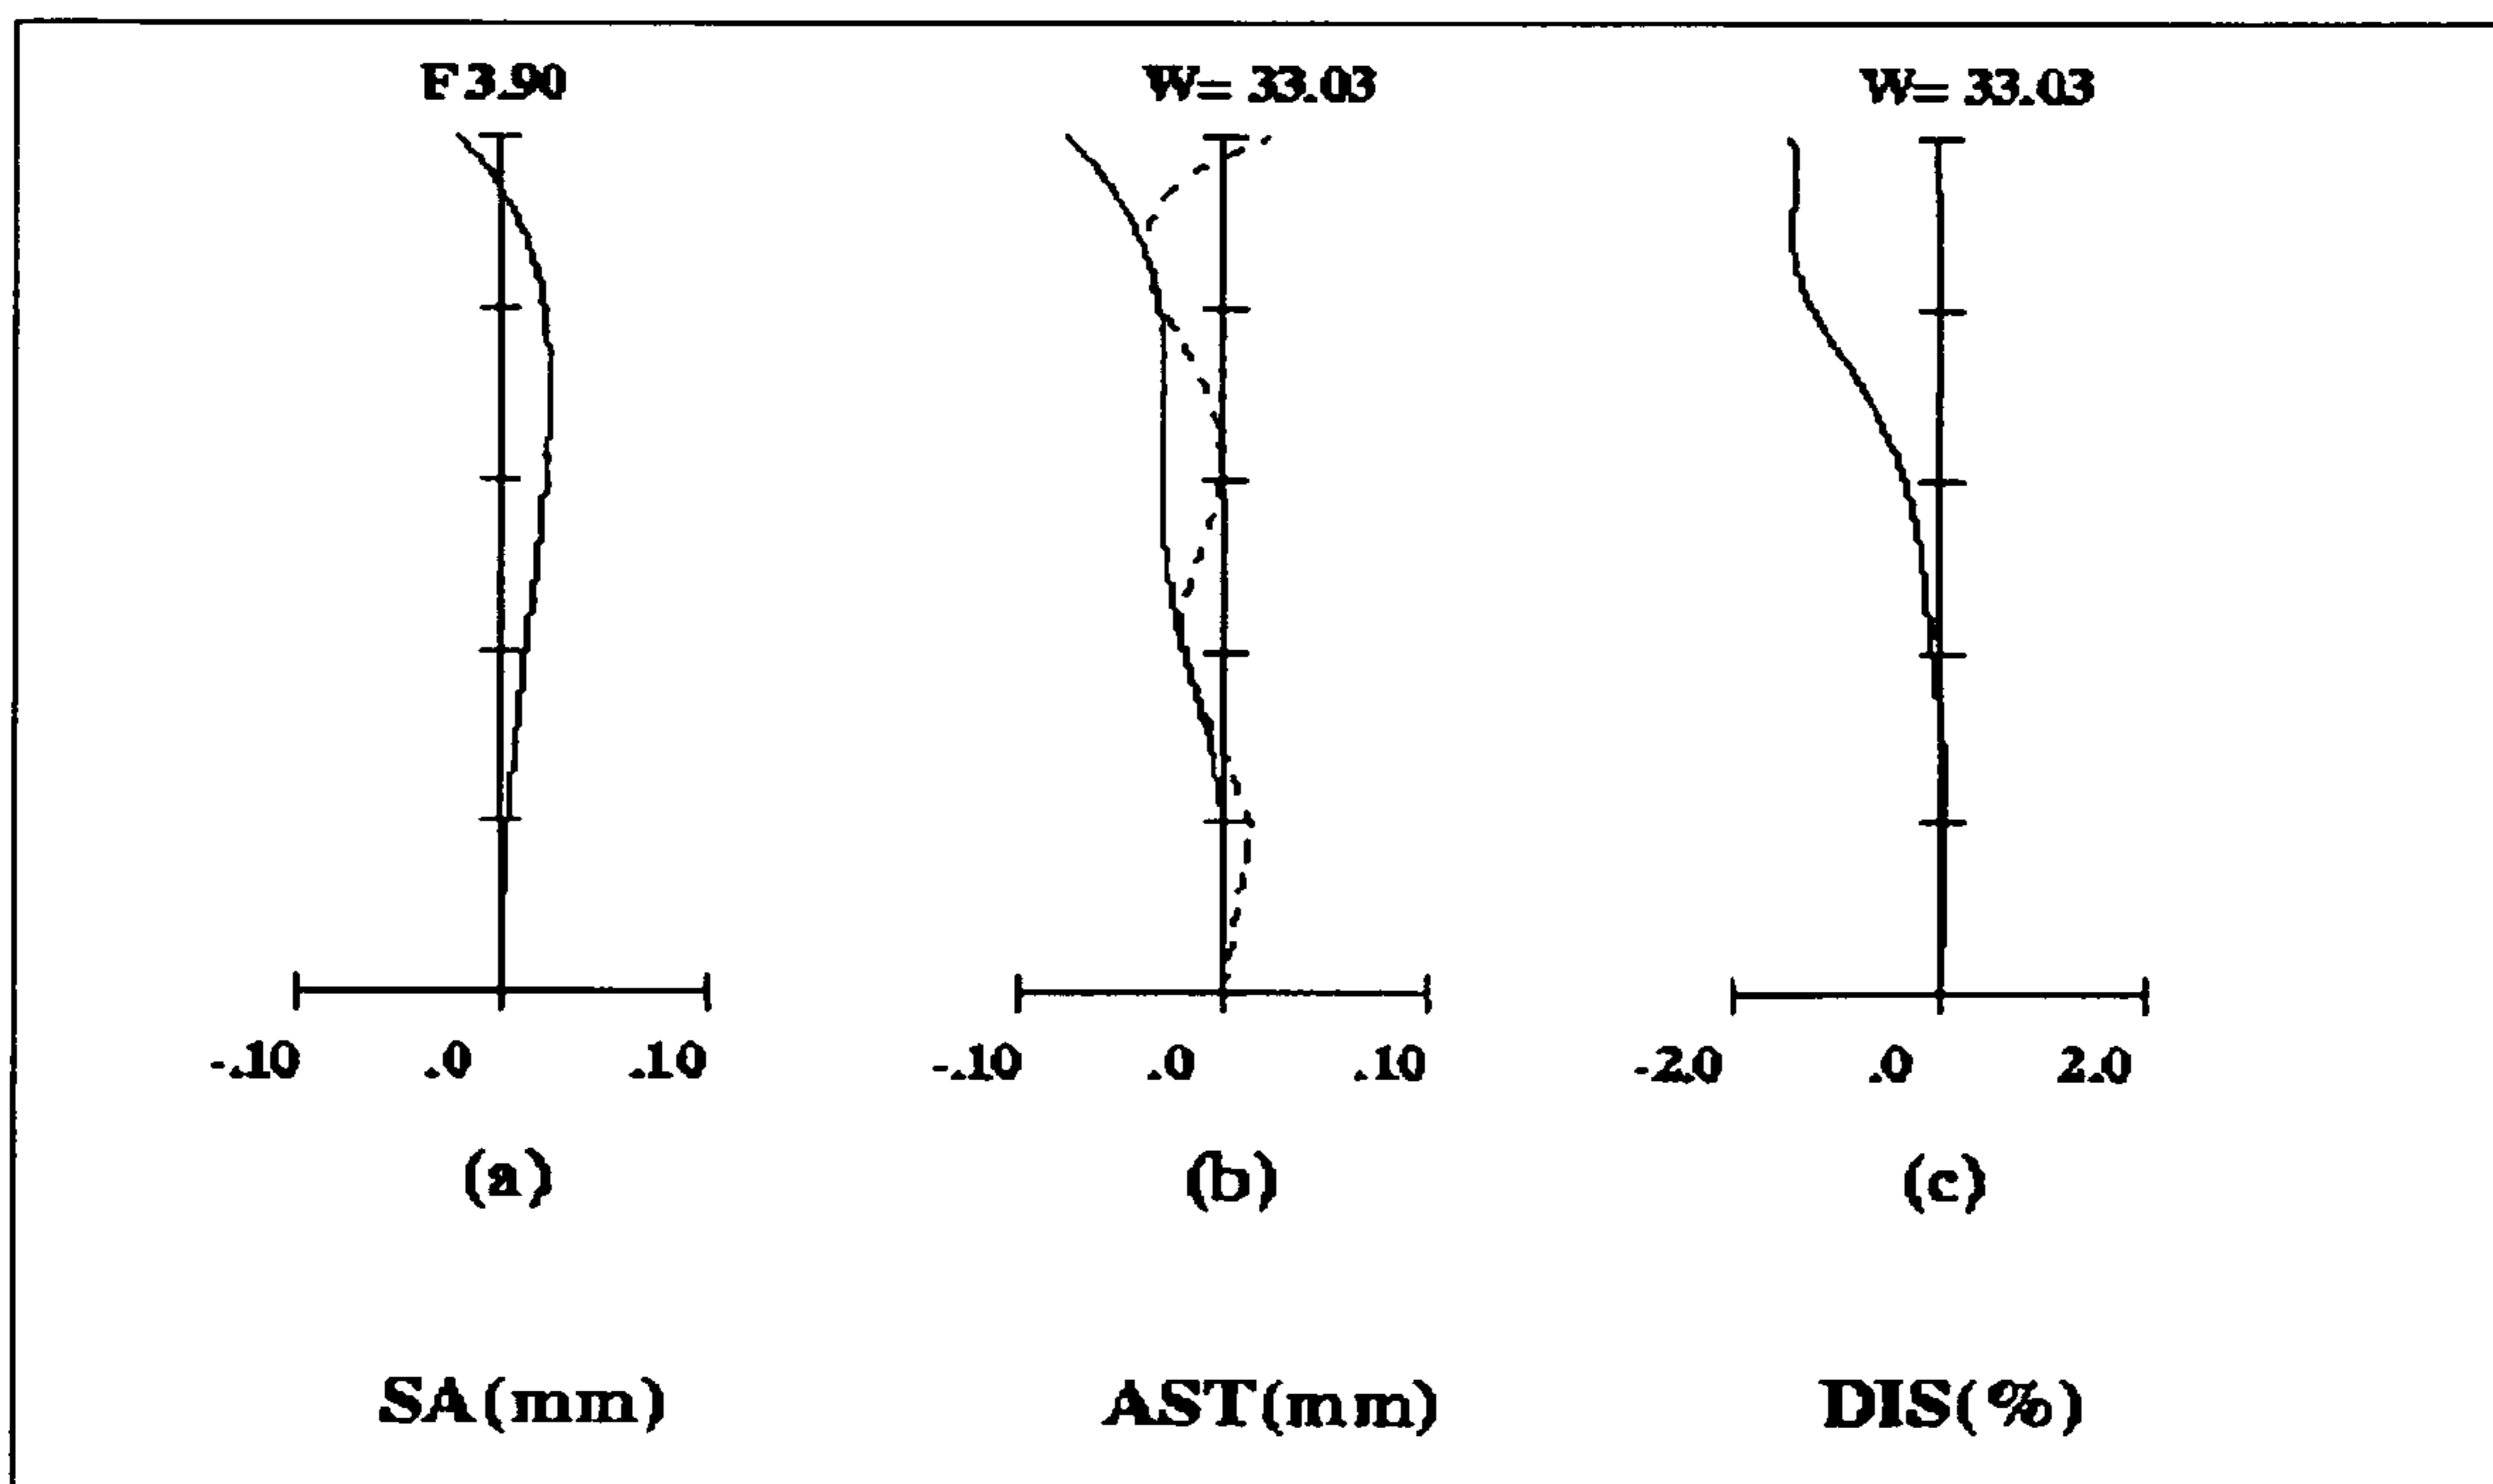 F 3.90 W= 33.03 W= 33.03
-.10 .0 .10 -.10 .0 .10 -2.0 .0 2.0
(a) (b) (c)
SA(mm) AST(mm) DIS(%)